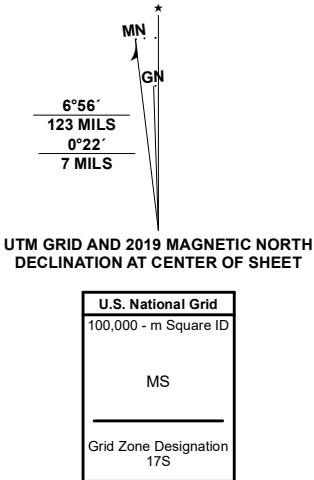 ★
MN
GN
6°56´
123 MILS
0°22´
7 MILS
UTM GRID AND 2019 MAGNETIC NORTH
DECLINATION AT CENTER OF SHEET
U.S. National Grid
100,000 - m Square ID
MS
Grid Zone Designation
17S